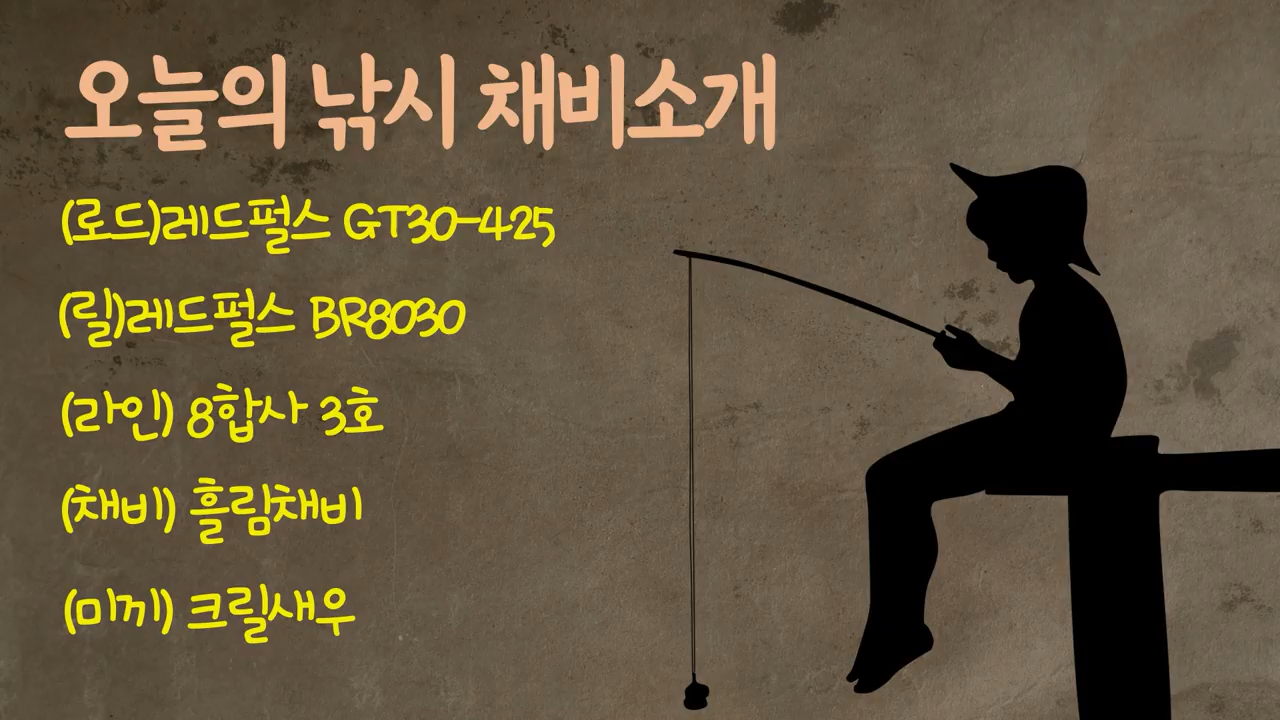 오늘의 낚시 채비소개
(로드)레드펄스 GT30-425
(릴)레드펄스 BR8030
(라인) 8합사 3호
(채비) 흘림채비
(미끼) 크릴새우